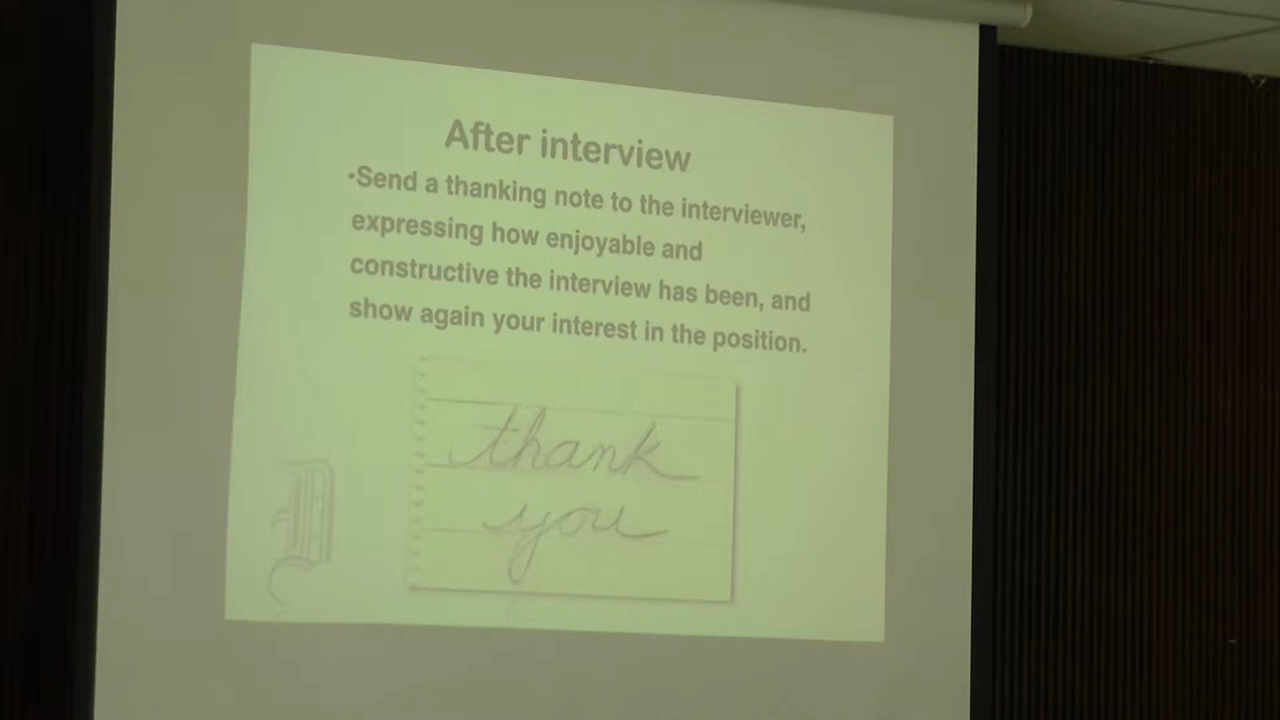 After interview
•Send a thanking note to the interviewer,
expressing how enjoyable and
constructive the interview has been, and
show again your interest in the position.
thank
you